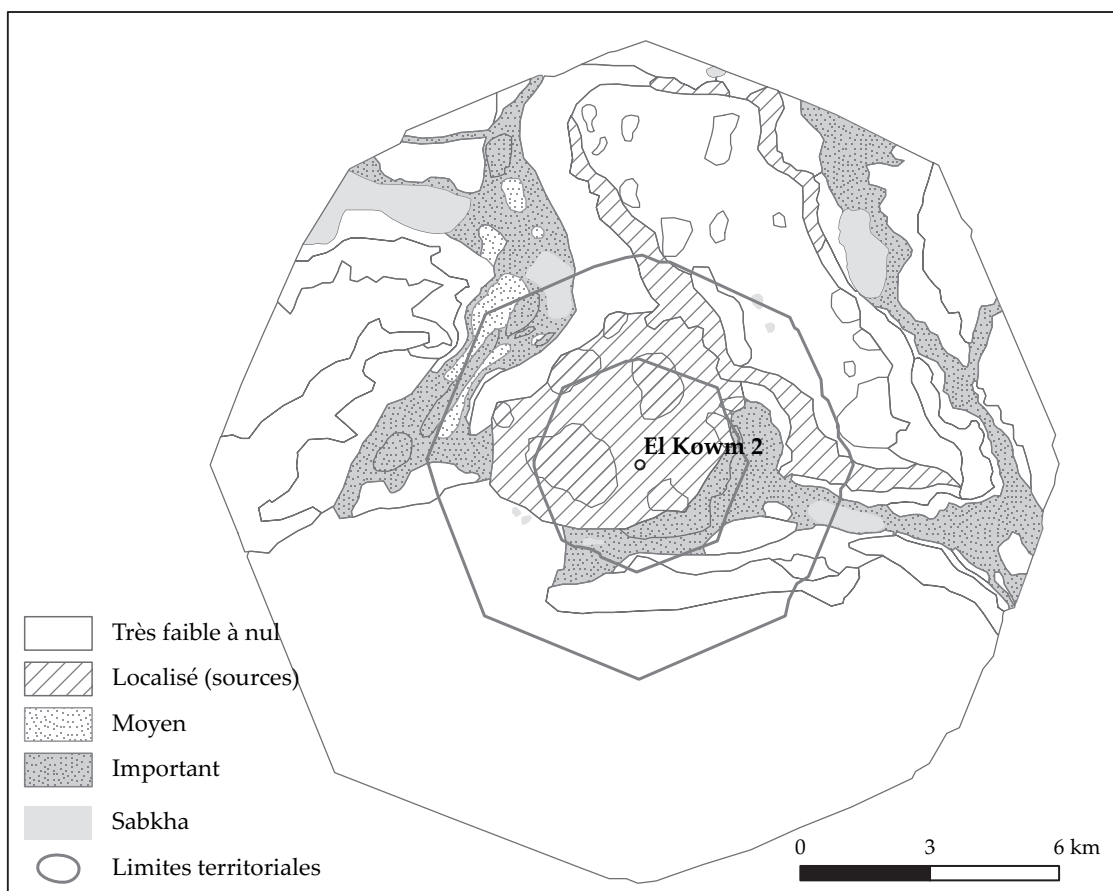 El Kowm 2
Très faible à nul
Localisé (sources)
Moyen
Important
Sabkha
Limites territoriales
0 3 6 km